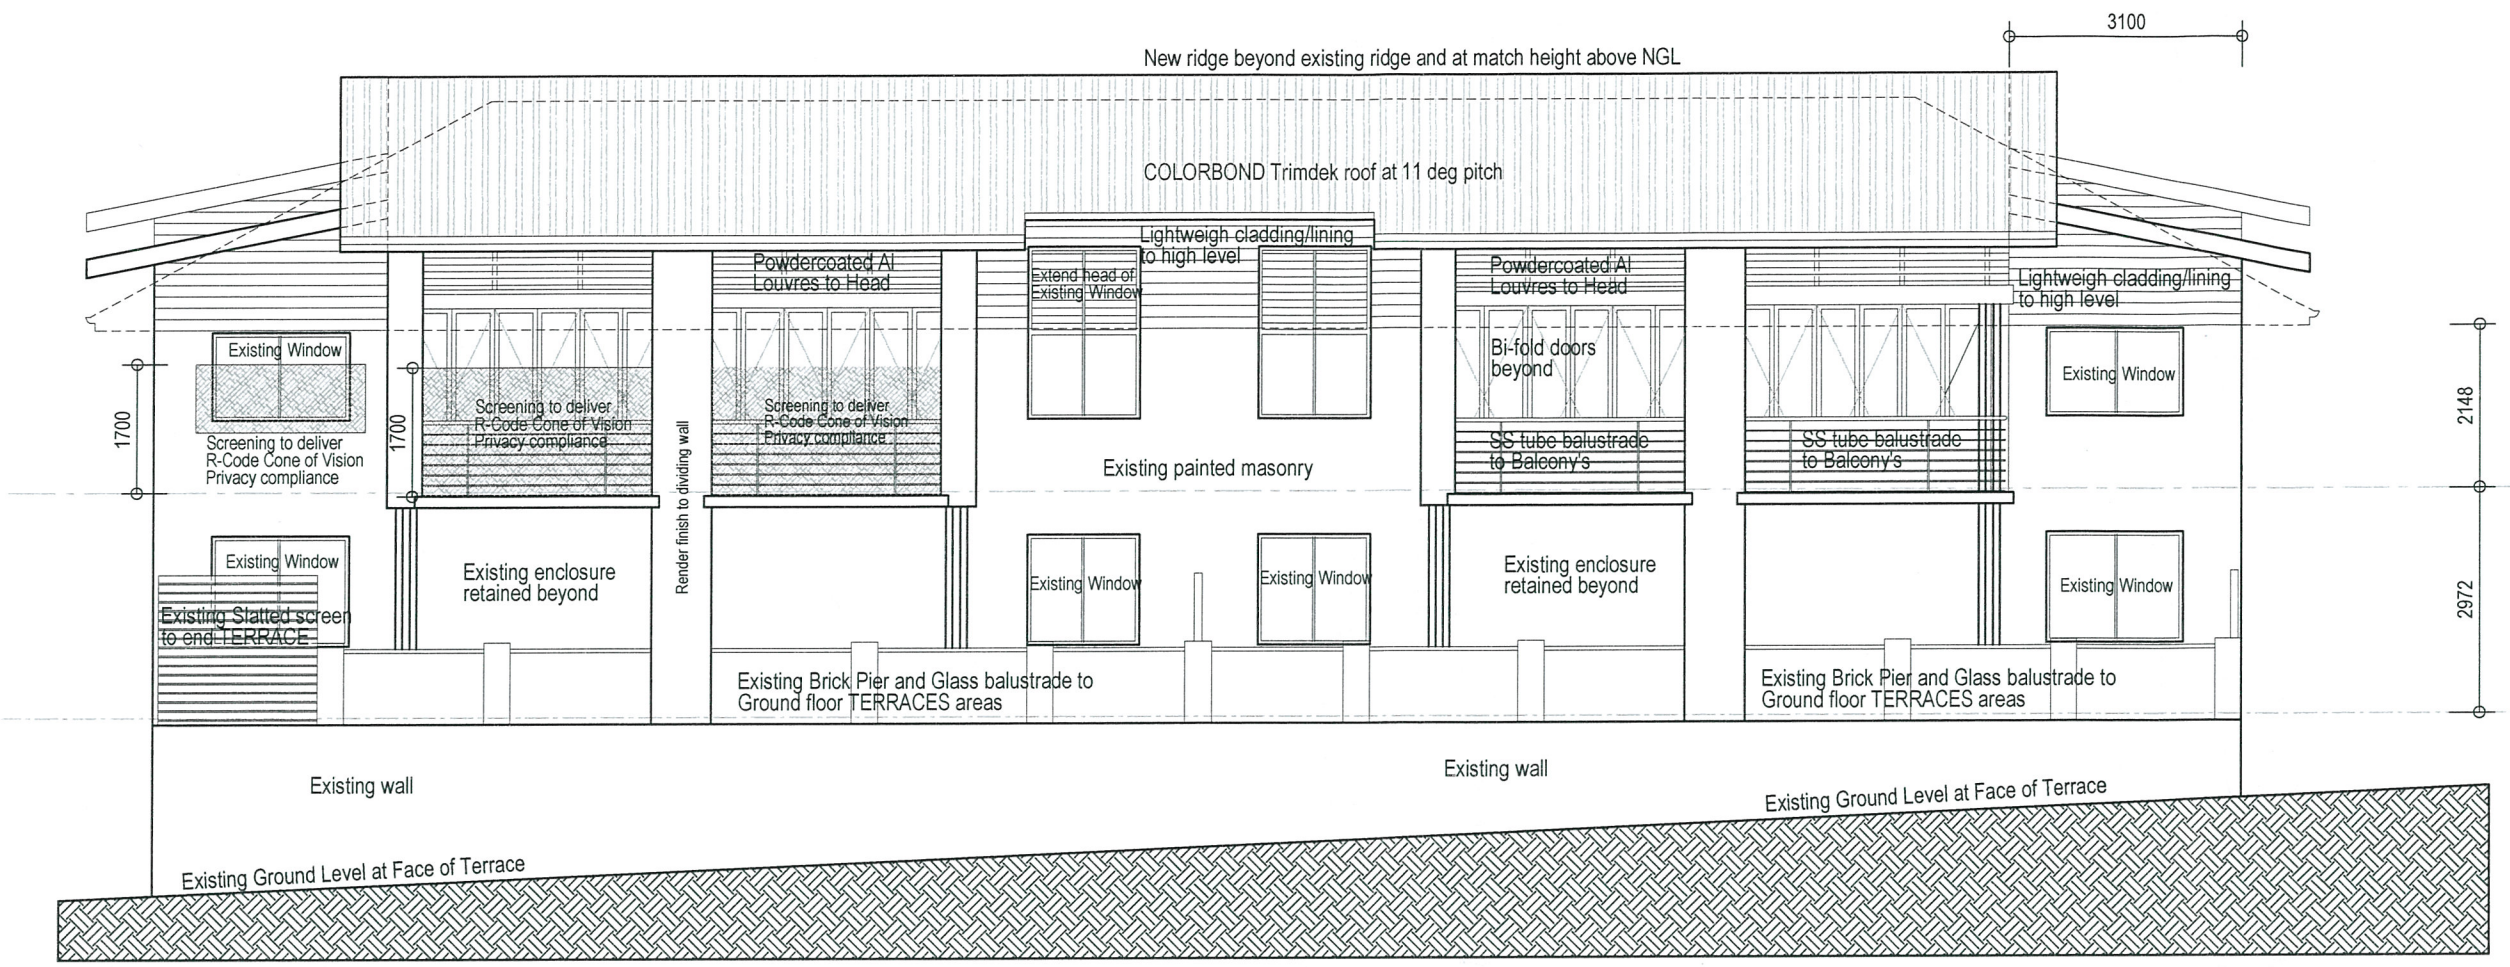 3100
New ridge beyond existing ridge and at match height above NGL
COLORBOND Trimdek roof at 11 deg pitch
Lightweigh cladding/lining
to high level
Powdercoated Al
Louvres to Head
Extend head of
Existing Window
Powdercoated Al
Louvres to Head
Lightweigh cladding/lining
to high level
Existing Window
Bi-fold doors
beyond
Existing Window
1700
1700
2148
Screening to deliver
R-Code Cone of Vision
Privacy compliance
Screening to deliver
R-Code Cone of Vision
Privacy compliance
Screening to deliver
R-Code Cone of Vision
Privacy compliance
Render finish to dividing wall
Existing painted masonry
SS tube balustrade
to Balcony's
SS tube balustrade
to Balcony's
Existing Window
Existing enclosure
retained beyond
Existing Window
Existing Window
Existing enclosure
retained beyond
Existing Window
2972
Existing Slatted screen
to end TERRACE
Existing Brick Pier and Glass balustrade to
Ground floor TERRACES areas
Existing Brick Pier and Glass balustrade to
Ground floor TERRACES areas
Existing wall
Existing wall
Existing Ground Level at Face of Terrace
Existing Ground Level at Face of Terrace